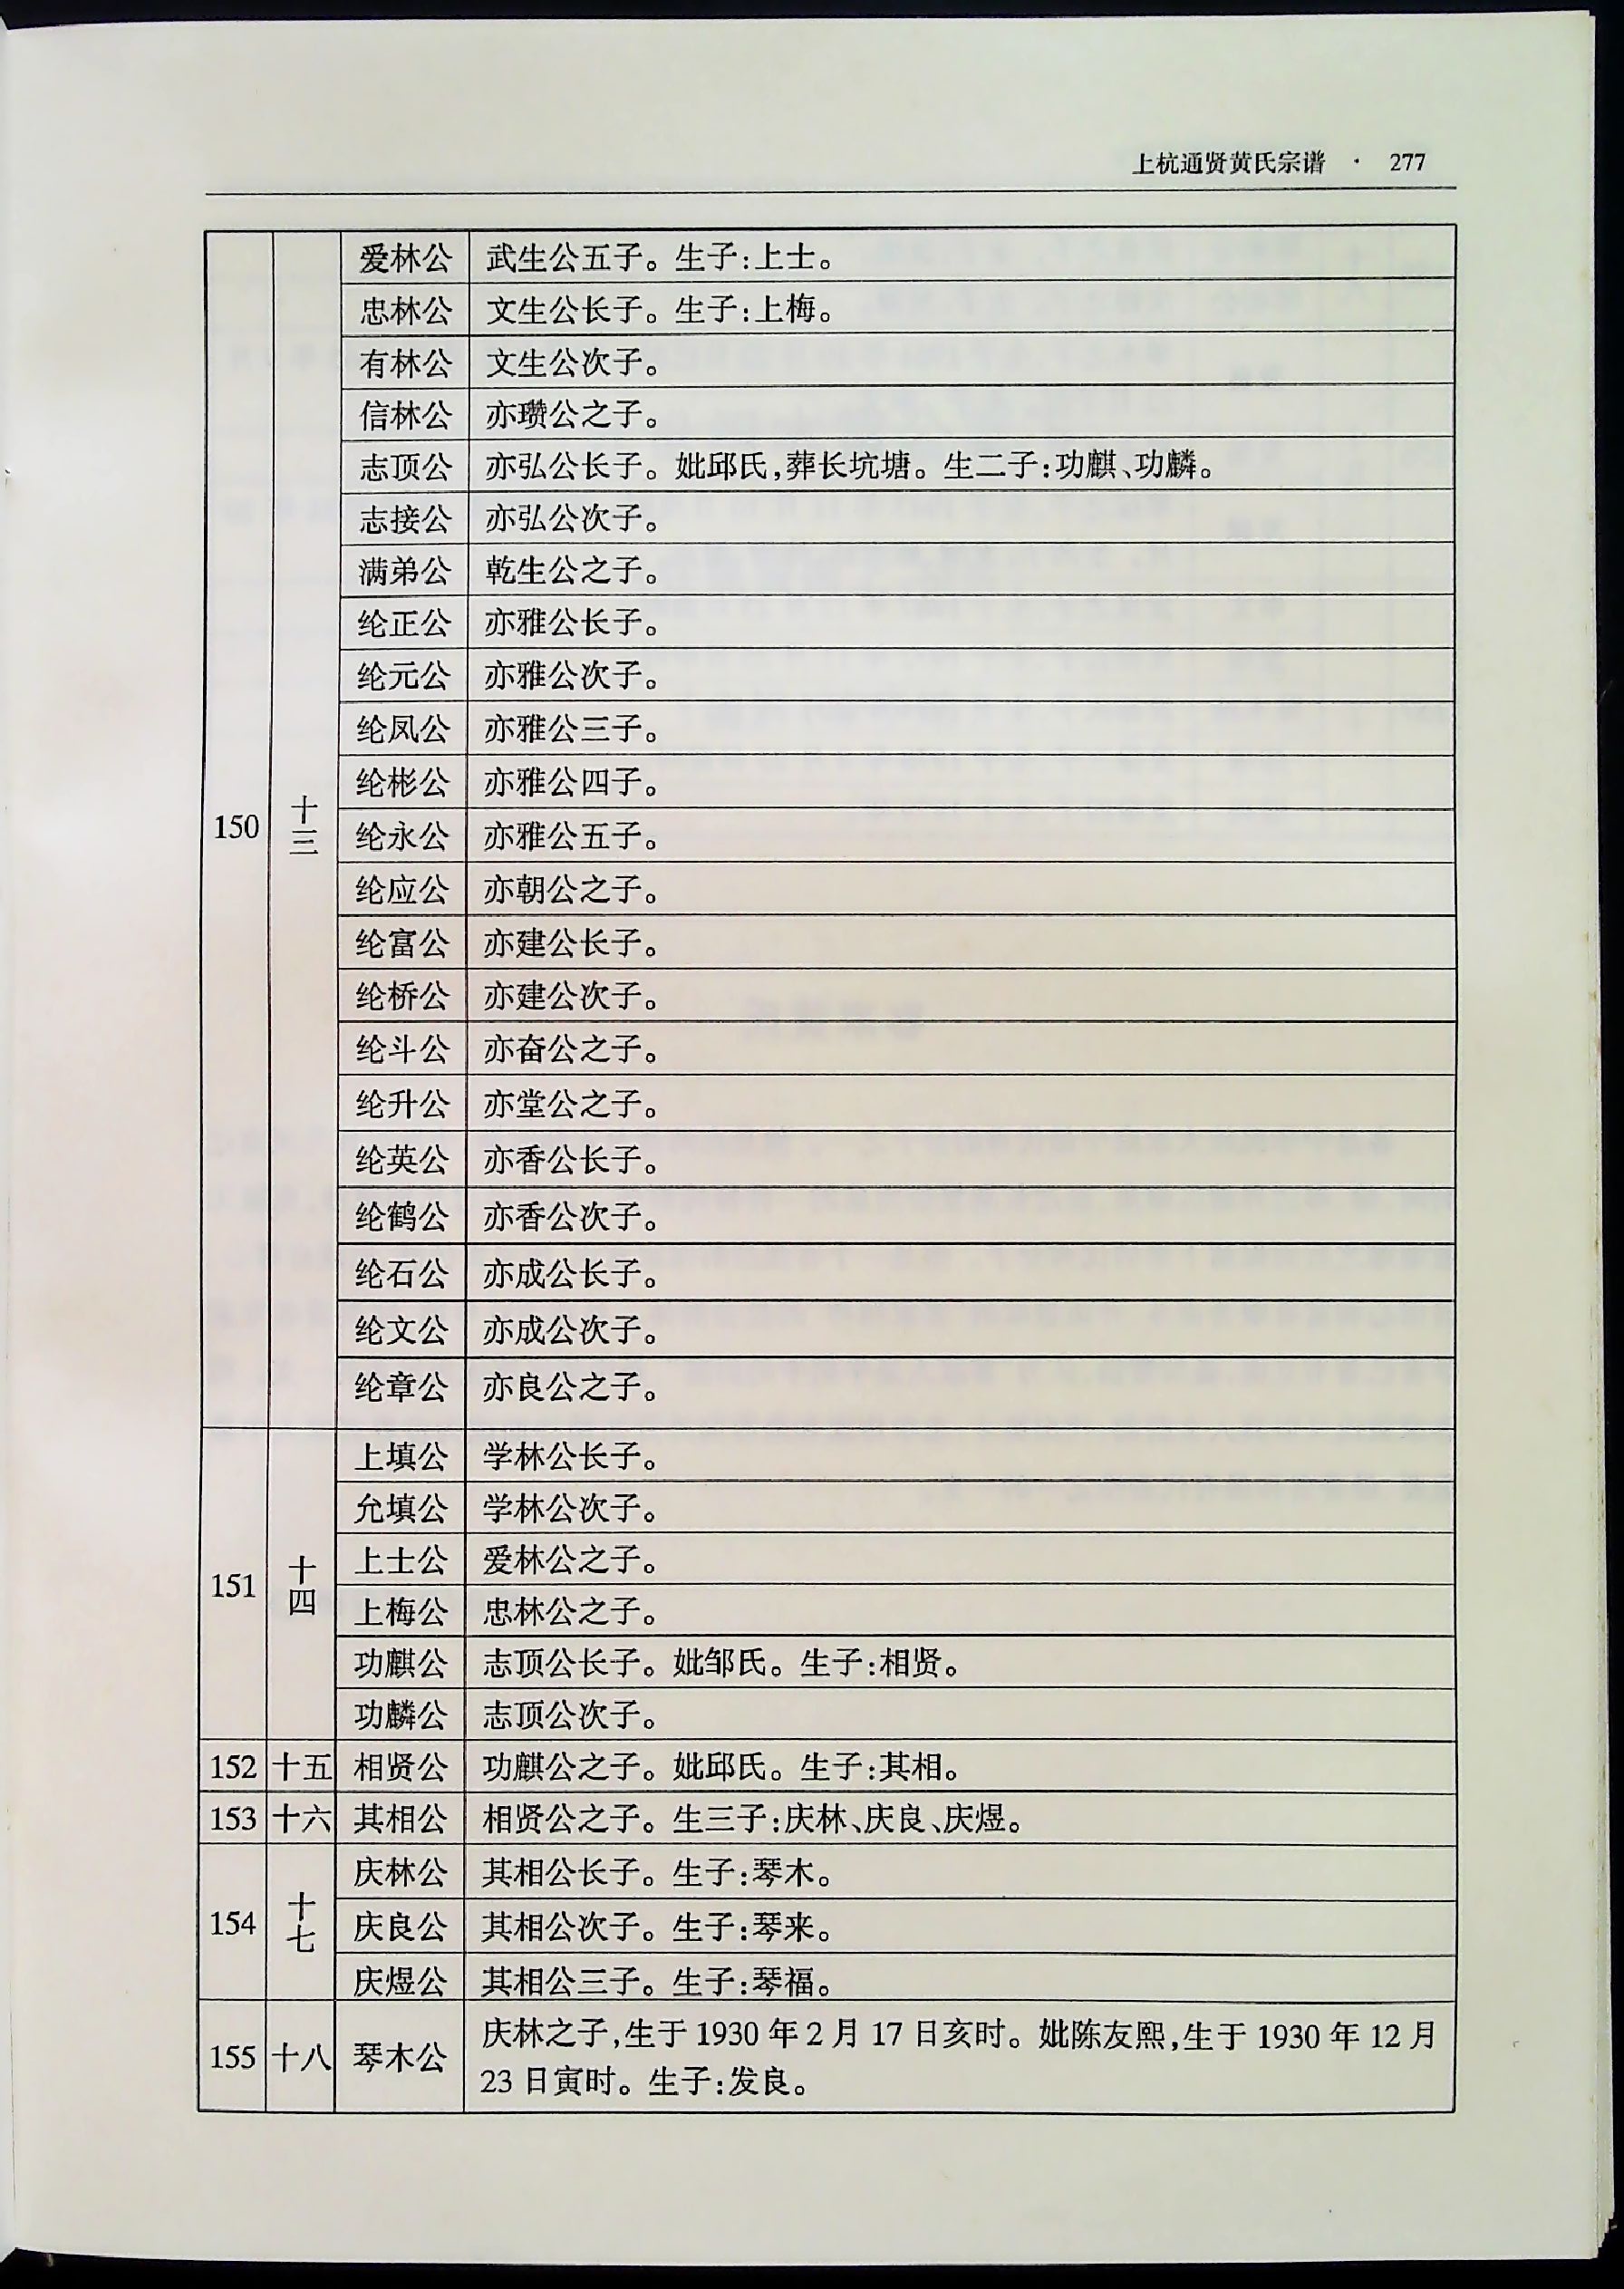 上杭通贤黄氏宗谱 · 277
150 十三
爱林公 武生公五子。生子:上士。
忠林公 文生公长子。生子:上梅。
有林公 文生公次子。
信林公 亦瓒公之子。
志顶公 亦弘公长子。妣邱氏,葬长坑塘。生二子:功麒、功麟。
志接公 亦弘公次子。
满弟公 乾生公之子。
纶正公 亦雅公长子。
纶元公 亦雅公次子。
纶凤公 亦雅公三子。
纶彬公 亦雅公四子。
纶永公 亦雅公五子。
纶应公 亦朝公之子。
纶富公 亦建公长子。
纶桥公 亦建公次子。
纶斗公 亦奋公之子。
纶升公 亦堂公之子。
纶英公 亦香公长子。
纶鹤公 亦香公次子。
纶石公 亦成公长子。
纶文公 亦成公次子。
纶章公 亦良公之子。
151 十四
上填公 学林公长子。
允填公 学林公次子。
上士公 爱林公之子。
上梅公 忠林公之子。
功麒公 志顶公长子。妣邹氏。生子:相贤。
功麟公 志顶公次子。
152 十五 相贤公 功麒公之子。妣邱氏。生子:其相。
153 十六 其相公 相贤公之子。生三子:庆林、庆良、庆煜。
154 十七
庆林公 其相公长子。生子:琴木。
庆良公 其相公次子。生子:琴来。
庆煜公 其相公三子。生子:琴福。
155 十八 琴木公 庆林之子,生于 1930 年 2 月 17 日亥时。妣陈友熙,生于 1930 年 12 月
23 日寅时。生子:发良。